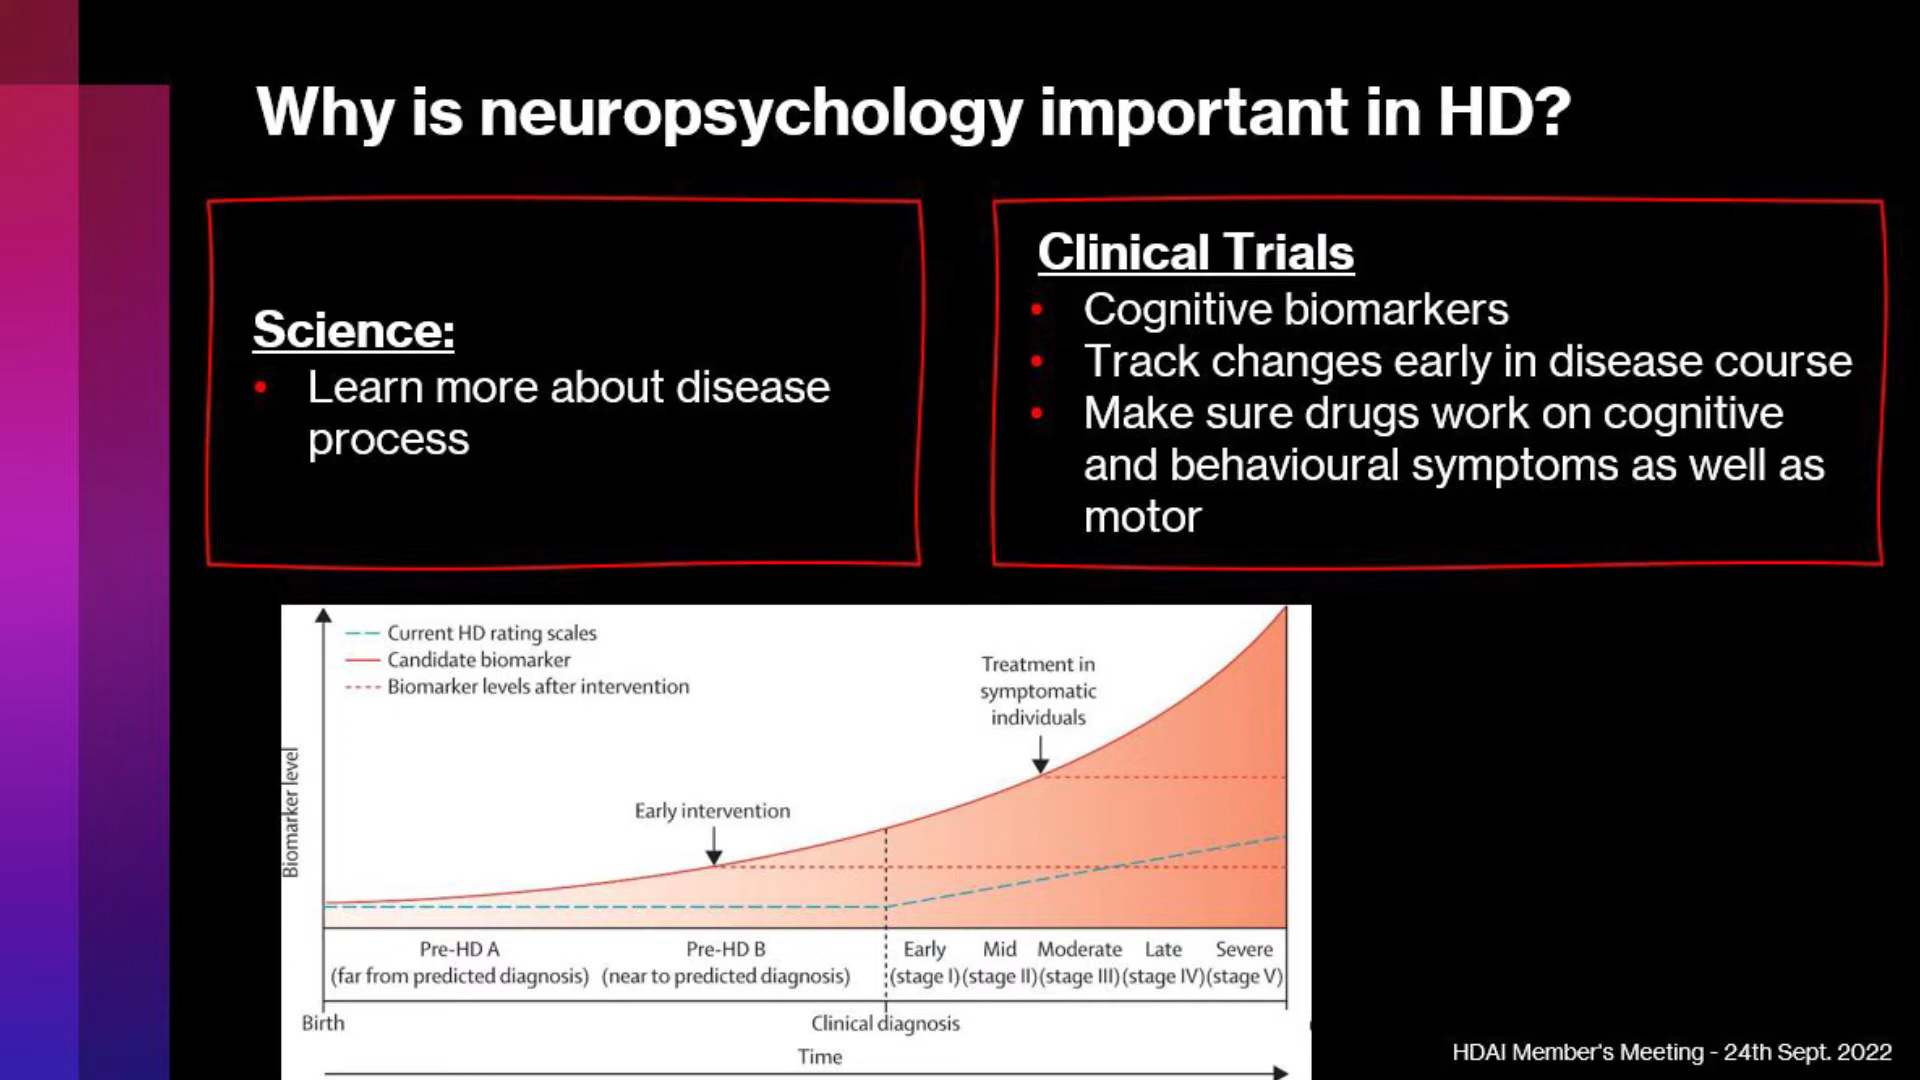 Why is neuropsychology important in HD?
Science:
• Learn more about disease
process
Clinical Trials
• Cognitive biomarkers
• Track changes early in disease course
• Make sure drugs work on cognitive
and behavioural symptoms as well as
motor
Current HD rating scales
Candidate biomarker
Biomarker levels after intervention
Treatment in
symptomatic
individuals
Early intervention
Biomarker level
Pre-HD A
(far from predicted diagnosis)
Pre-HD B
(near to predicted diagnosis)
Early
(stage I)
Mid
(stage II)
Moderate
(stage III)
Late
(stage IV)
Severe
(stage V)
Birth
Clinical diagnosis
Time
HDAI Member's Meeting - 24th Sept. 2022